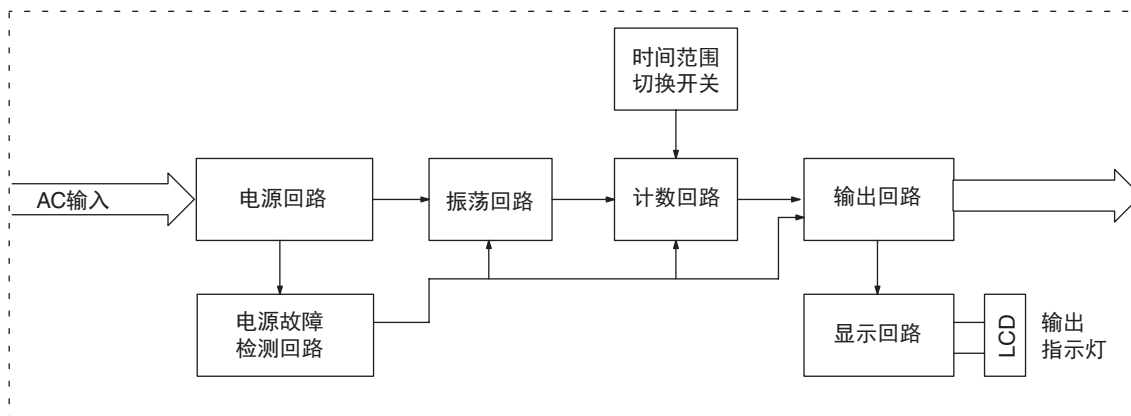 时间范围
切换开关
AC输入
电源回路
振荡回路
计数回路
输出回路
电源故障
检测回路
显示回路
LCD
输出
指示灯